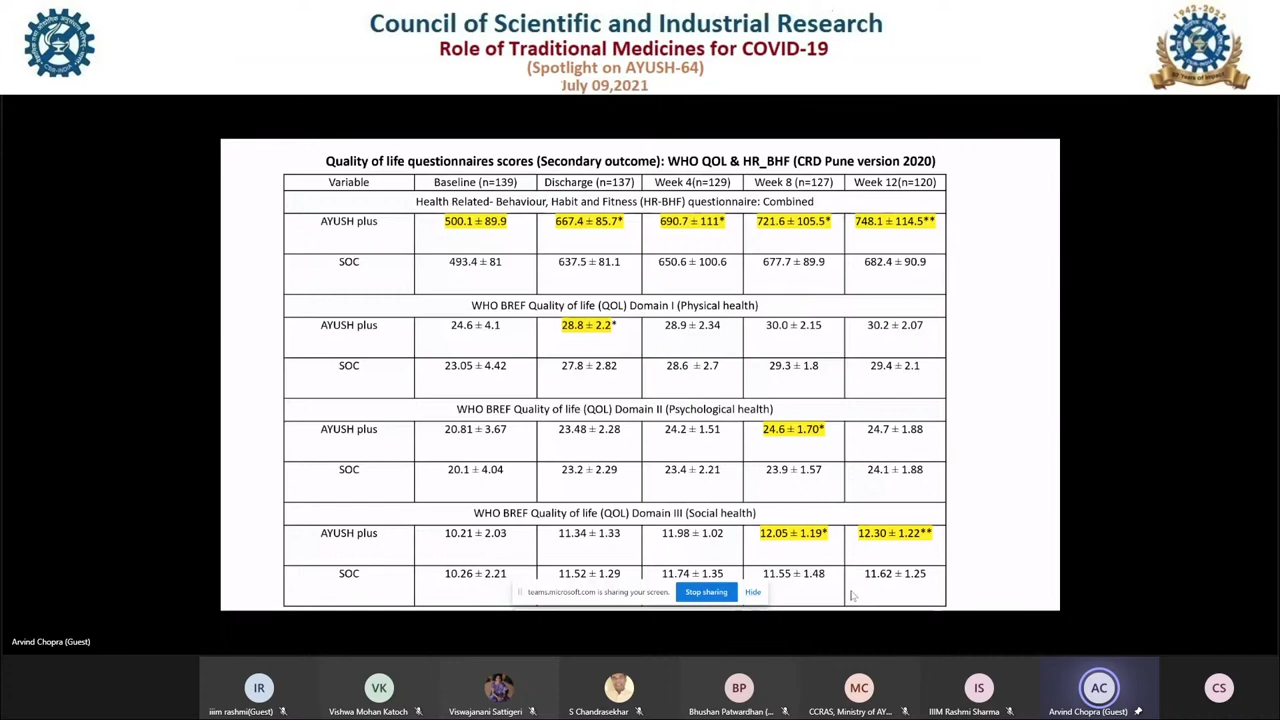 Council of Scientific and Industrial Research
Role of Traditional Medicines for COVID-19
(Spotlight on AYUSH-64)
July 09,2021
1942-2022
Quality of life questionnaires scores (Secondary outcome): WHO QOL & HR_BHF (CRD Pune version 2020)
Variable Baseline (n=139) Discharge (n=137) Week 4(n=129) Week 8 (n=127) Week 12(n=120)
Health Related- Behaviour, Habit and Fitness (HR-BHF) questionnaire: Combined
AYUSH plus 500.1 ± 89.9 667.4 ± 85.7* 690.7 ± 111* 721.6 ± 105.5* 748.1 ± 114.5**
SOC 493.4 ± 81 637.5 ± 81.1 650.6 ± 100.6 677.7 ± 89.9 682.4 ± 90.9
WHO BREF Quality of life (QOL) Domain I (Physical health)
AYUSH plus 24.6 ± 4.1 28.8 ± 2.2* 28.9 ± 2.34 30.0 ± 2.15 30.2 ± 2.07
SOC 23.05 ± 4.42 27.8 ± 2.82 28.6 ± 2.7 29.3 ± 1.8 29.4 ± 2.1
WHO BREF Quality of life (QOL) Domain II (Psychological health)
AYUSH plus 20.81 ± 3.67 23.48 ± 2.28 24.2 ± 1.51 24.6 ± 1.70* 24.7 ± 1.88
SOC 20.1 ± 4.04 23.2 ± 2.29 23.4 ± 2.21 23.9 ± 1.57 24.1 ± 1.88
WHO BREF Quality of life (QOL) Domain III (Social health)
AYUSH plus 10.21 ± 2.03 11.34 ± 1.33 11.98 ± 1.02 12.05 ± 1.19* 12.30 ± 1.22**
SOC 10.26 ± 2.21 11.52 ± 1.29 11.74 ± 1.35 11.55 ± 1.48 11.62 ± 1.25
teams.microsoft.com is sharing your screen. Stop sharing Hide
Arvind Chopra (Guest)
IR VK BP MC IS AC CS
iiim rashmi(Guest) Vishwa Mohan Katoch Viswajanani Sattigeri S Chandrasekhar Bhushan Patwardhan (... CCRAS, Ministry of AY... IIIM Rashmi Sharma Arvind Chopra (Guest)